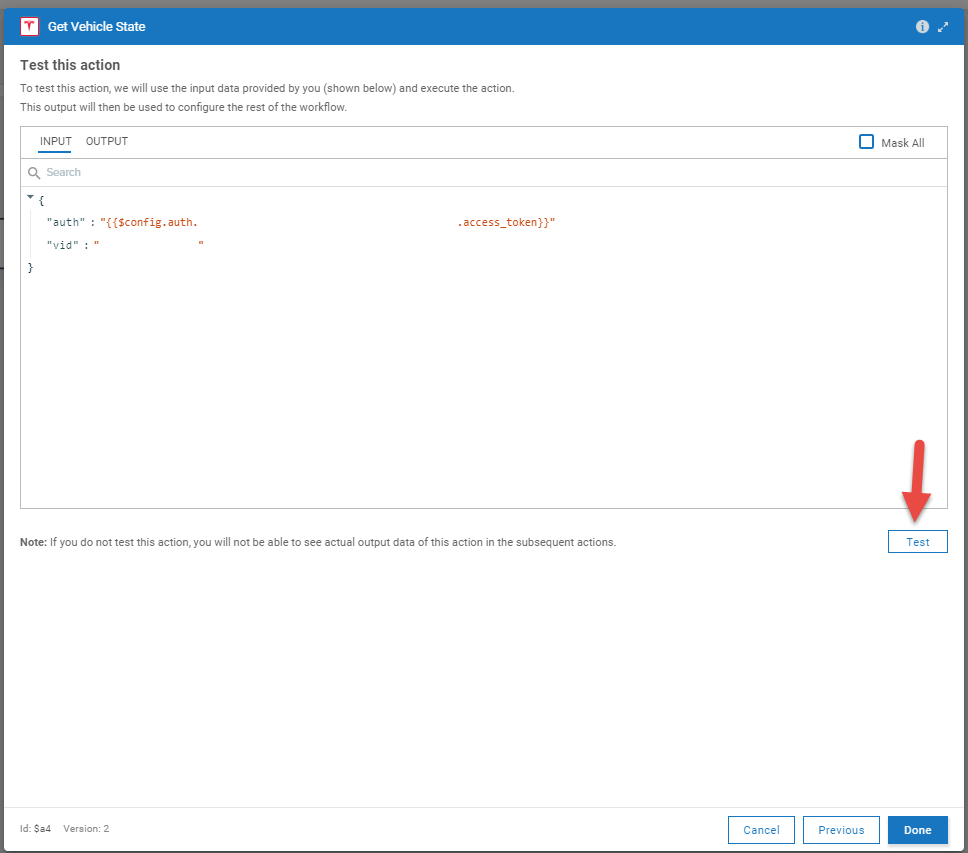 Get Vehicle State
Test this action
To test this action, we will use the input data provided by you (shown below) and execute the action.
This output will then be used to configure the rest of the workflow.
INPUT OUTPUT Mask All
Search
{
"auth" : "{{$config.auth. .access_token}}"
"vid" : " "
}
Note: If you do not test this action, you will not be able to see actual output data of this action in the subsequent actions.
Test
Id: $a4 Version: 2
Cancel Previous Done